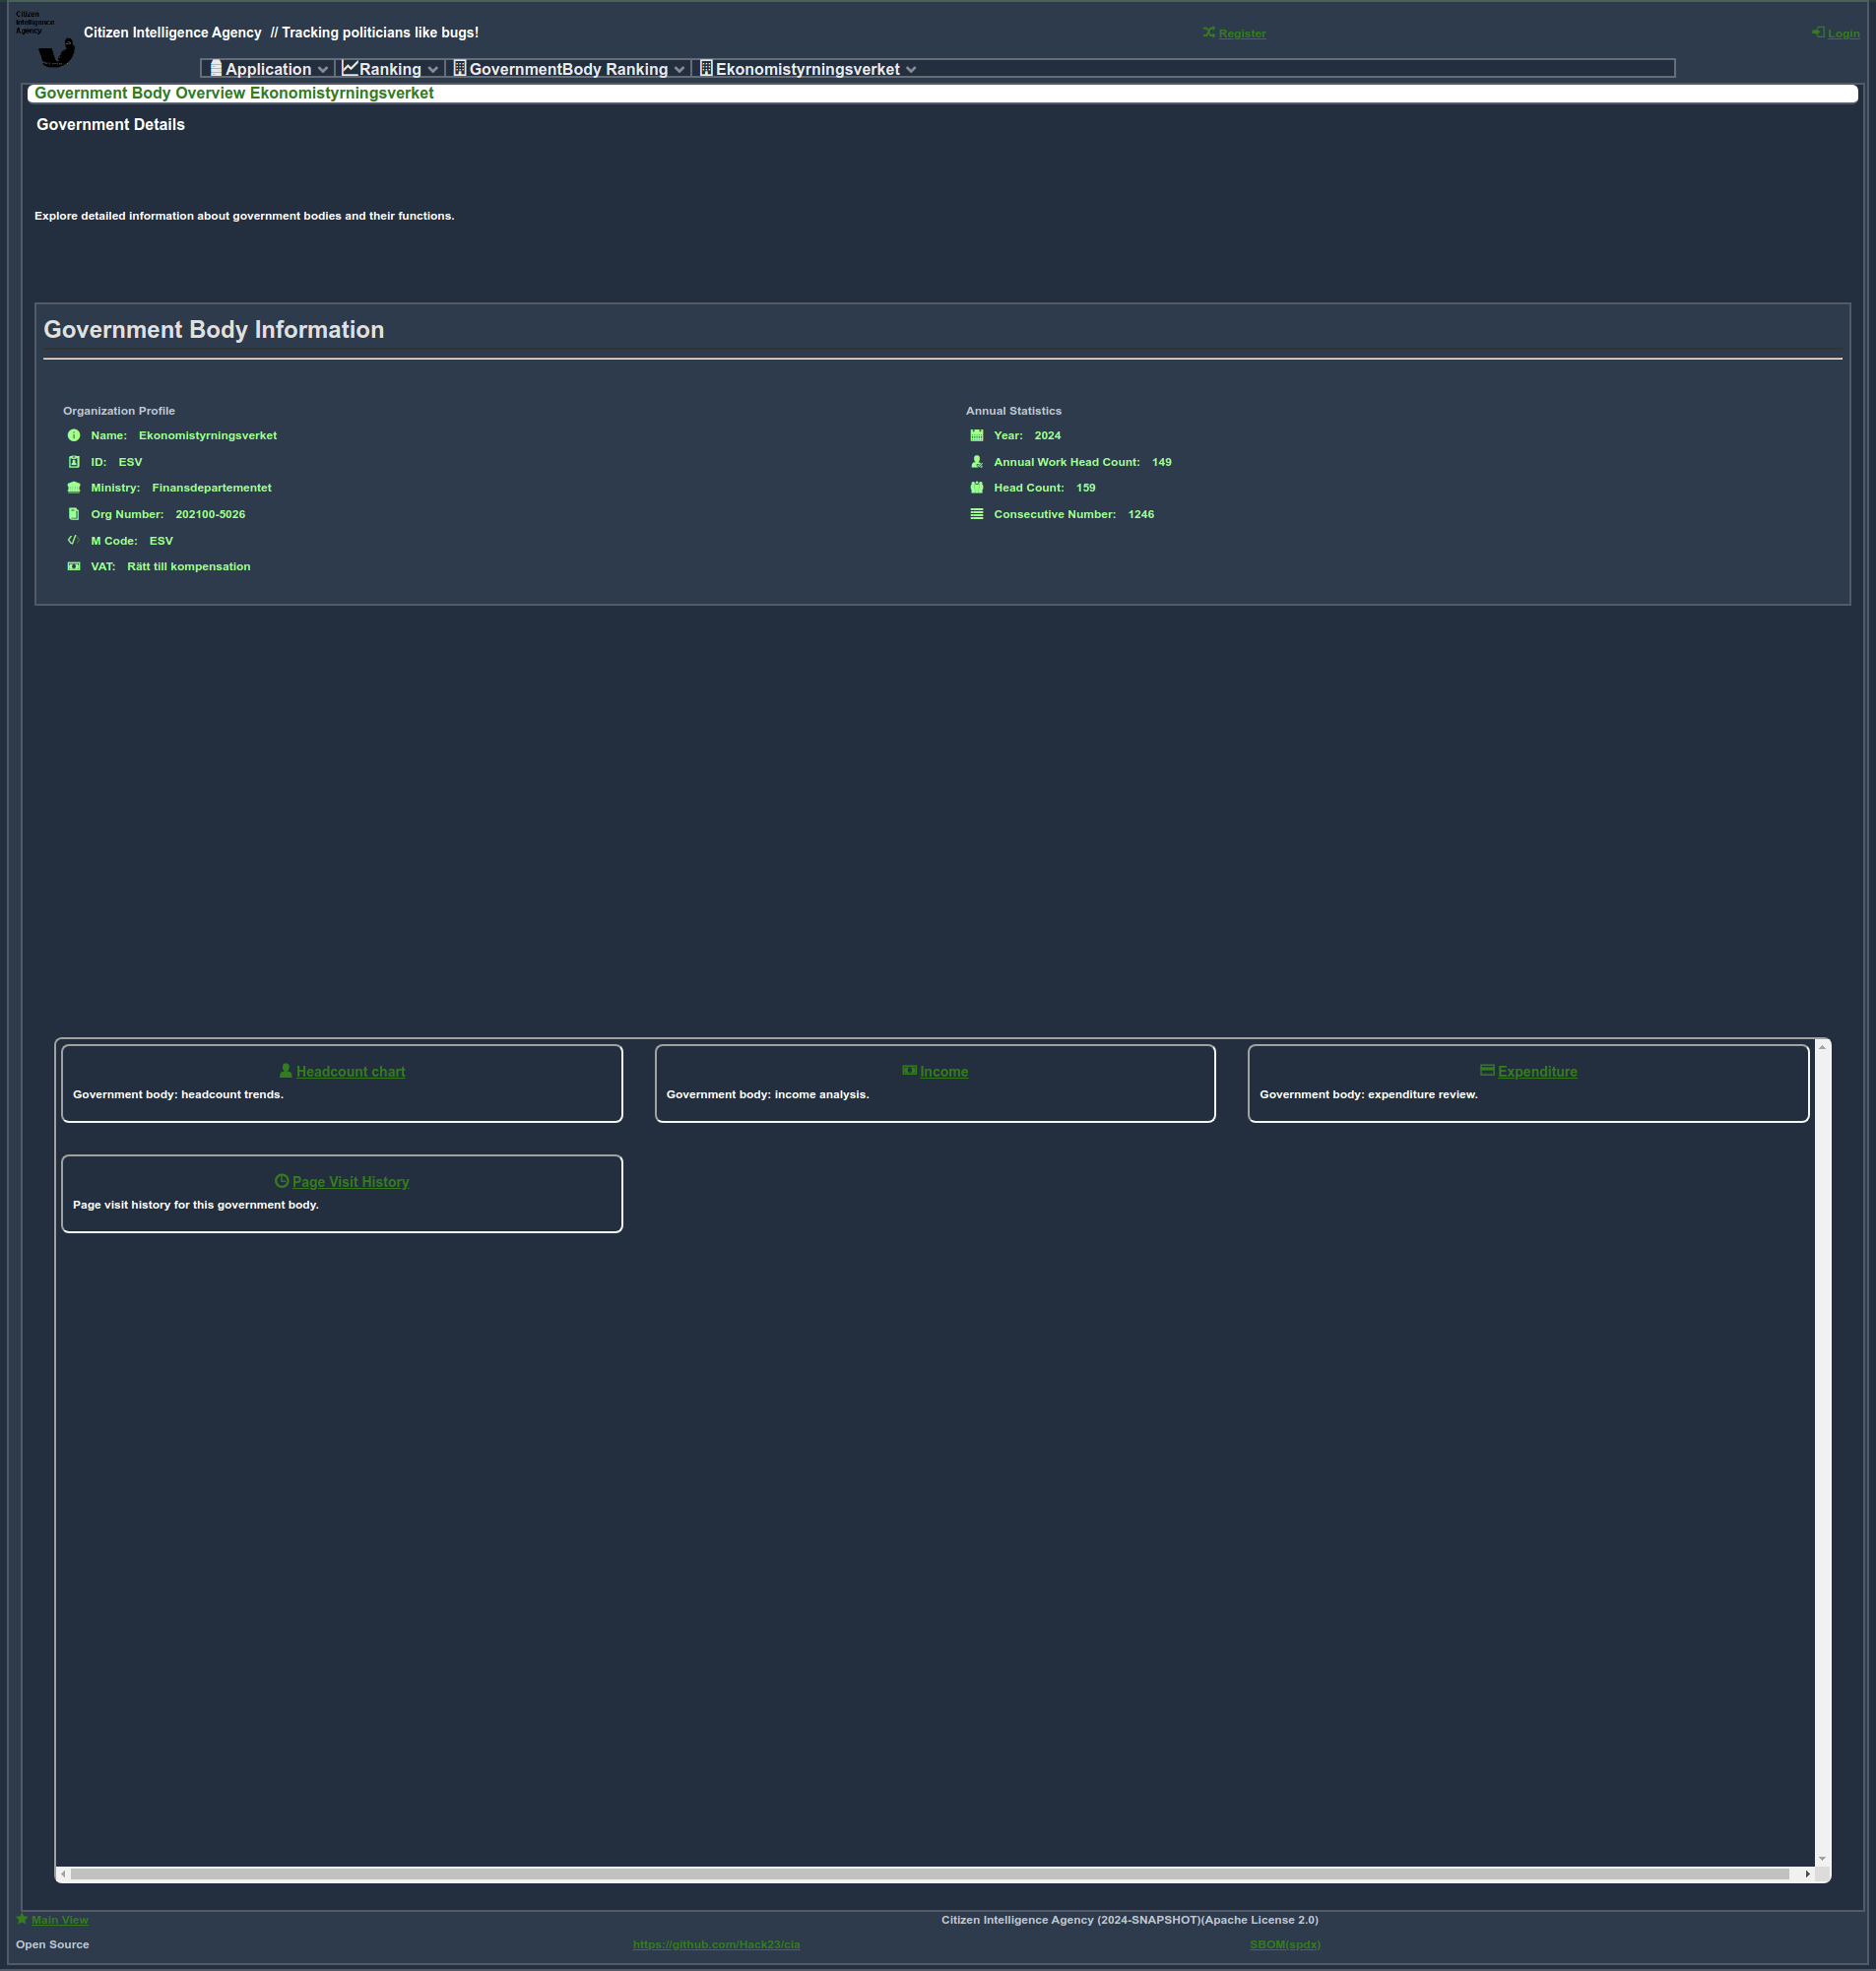 Citizen
Intelligence
Agency
Citizen Intelligence Agency // Tracking politicians like bugs!
Register
Login
Application
Ranking
GovernmentBody Ranking
Ekonomistyrningsverket
Government Body Overview Ekonomistyrningsverket
Government Details
Explore detailed information about government bodies and their functions.
Government Body Information
Organization Profile
Name: Ekonomistyrningsverket
ID: ESV
Ministry: Finansdepartementet
Org Number: 202100-5026
M Code: ESV
VAT: Rätt till kompensation
Annual Statistics
Year: 2024
Annual Work Head Count: 149
Head Count: 159
Consecutive Number: 1246
Headcount chart
Government body: headcount trends.
Income
Government body: income analysis.
Expenditure
Government body: expenditure review.
Page Visit History
Page visit history for this government body.
Main View
Citizen Intelligence Agency (2024-SNAPSHOT)(Apache License 2.0)
Open Source
https://github.com/Hack23/cia
SBOM(spdx)